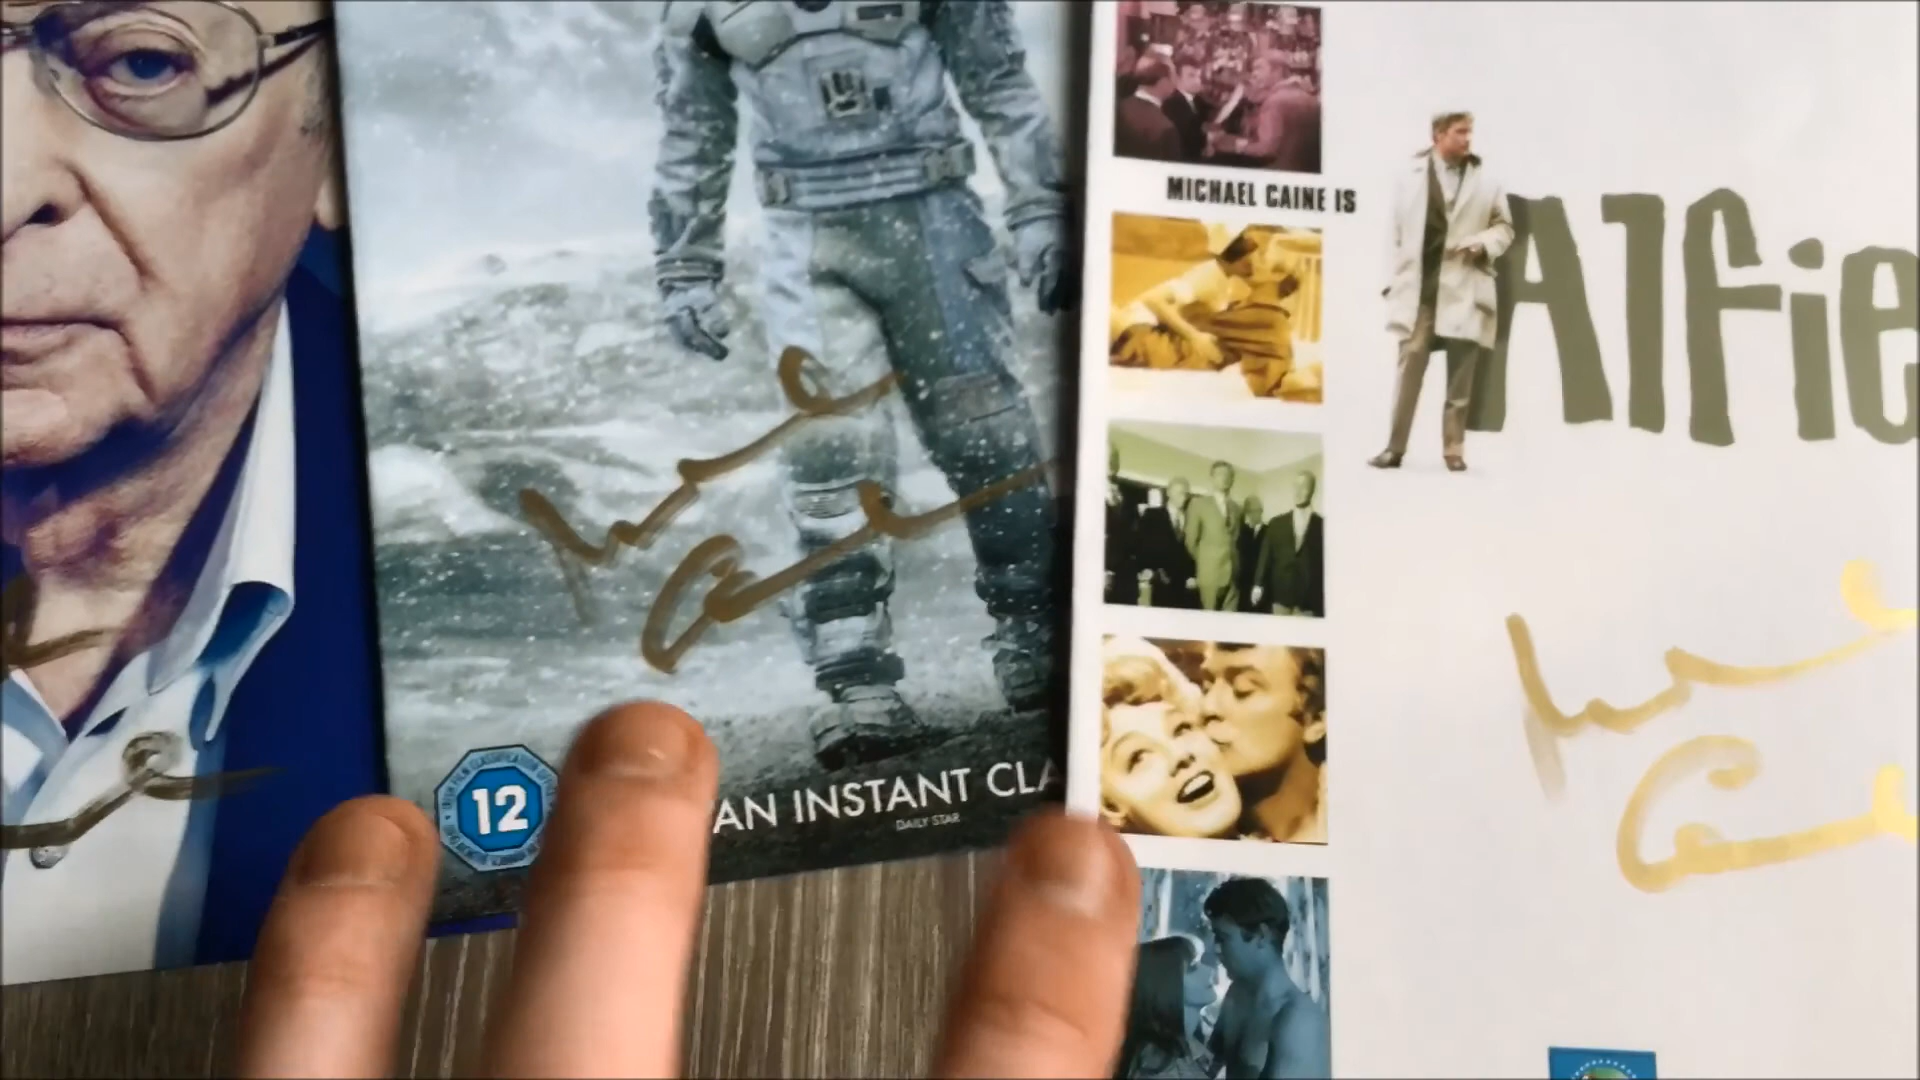 MICHAEL CAINE IS
Alfie
12
AN INSTANT CLA
DAILY STAR